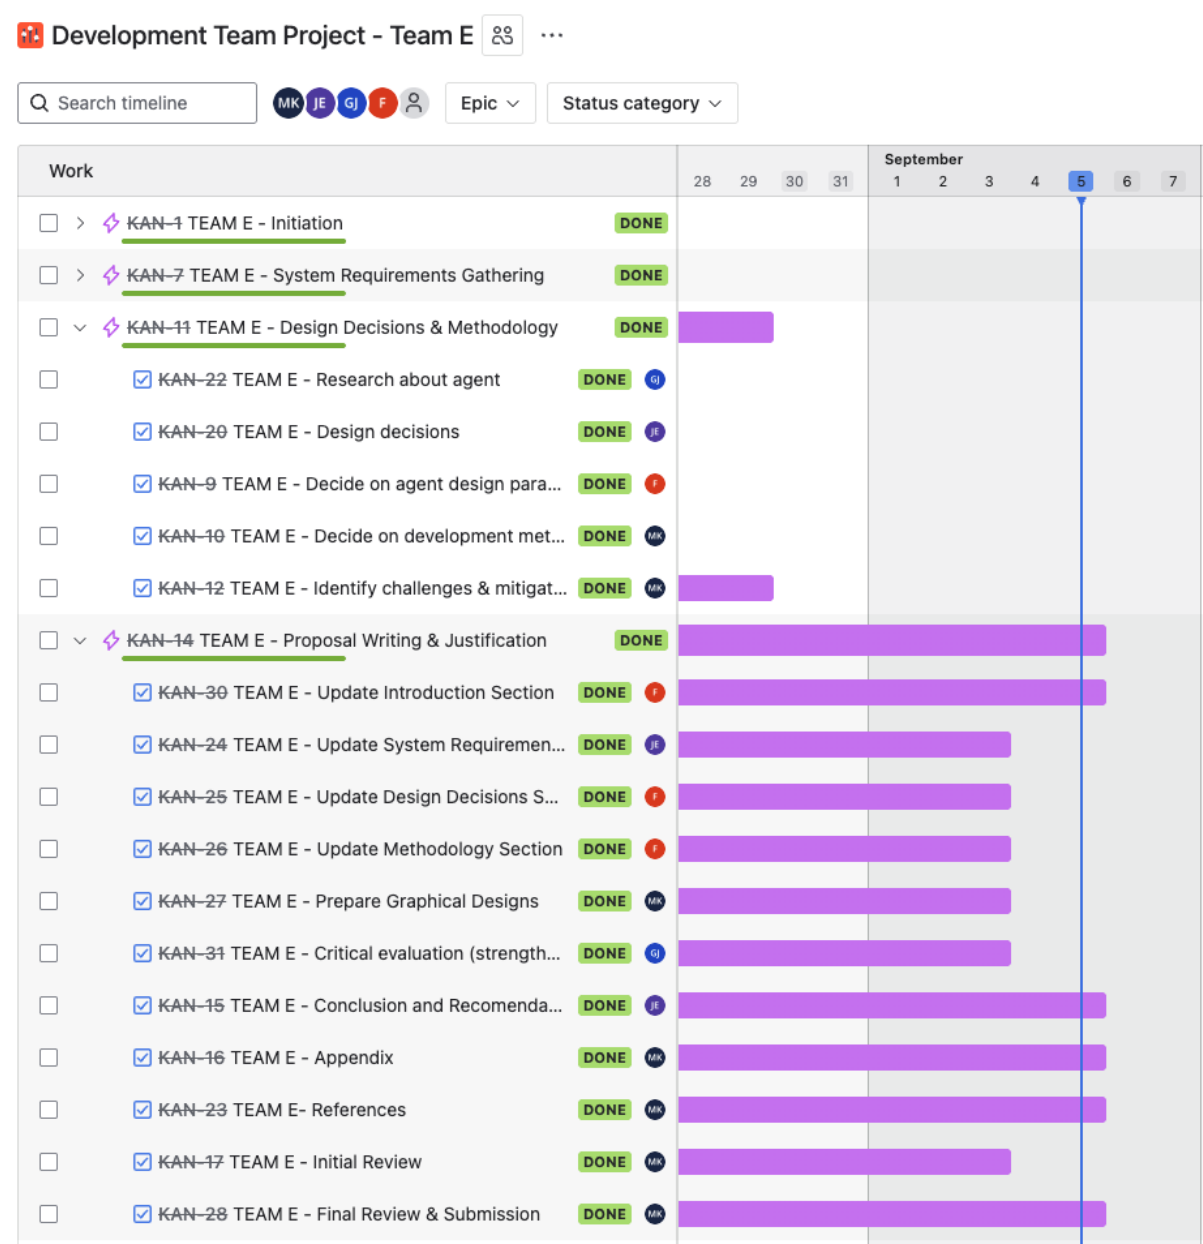 Development Team Project - Team E
Search timeline
MK JE GJ F
Epic
Status category
Work
September
28 29 30 31 1 2 3 4 5 6 7
KAN-1 TEAM E - Initiation DONE
KAN-7 TEAM E - System Requirements Gathering DONE
KAN-11 TEAM E - Design Decisions & Methodology DONE
KAN-22 TEAM E - Research about agent DONE GJ
KAN-20 TEAM E - Design decisions DONE JE
KAN-9 TEAM E - Decide on agent design para... DONE F
KAN-10 TEAM E - Decide on development met... DONE MK
KAN-12 TEAM E - Identify challenges & mitigat... DONE MK
KAN-14 TEAM E - Proposal Writing & Justification DONE
KAN-30 TEAM E - Update Introduction Section DONE F
KAN-24 TEAM E - Update System Requiremen... DONE JE
KAN-25 TEAM E - Update Design Decisions S... DONE F
KAN-26 TEAM E - Update Methodology Section DONE F
KAN-27 TEAM E - Prepare Graphical Designs DONE MK
KAN-31 TEAM E - Critical evaluation (strength... DONE GJ
KAN-15 TEAM E - Conclusion and Recomenda... DONE JE
KAN-16 TEAM E - Appendix DONE MK
KAN-23 TEAM E- References DONE MK
KAN-17 TEAM E - Initial Review DONE MK
KAN-28 TEAM E - Final Review & Submission DONE MK